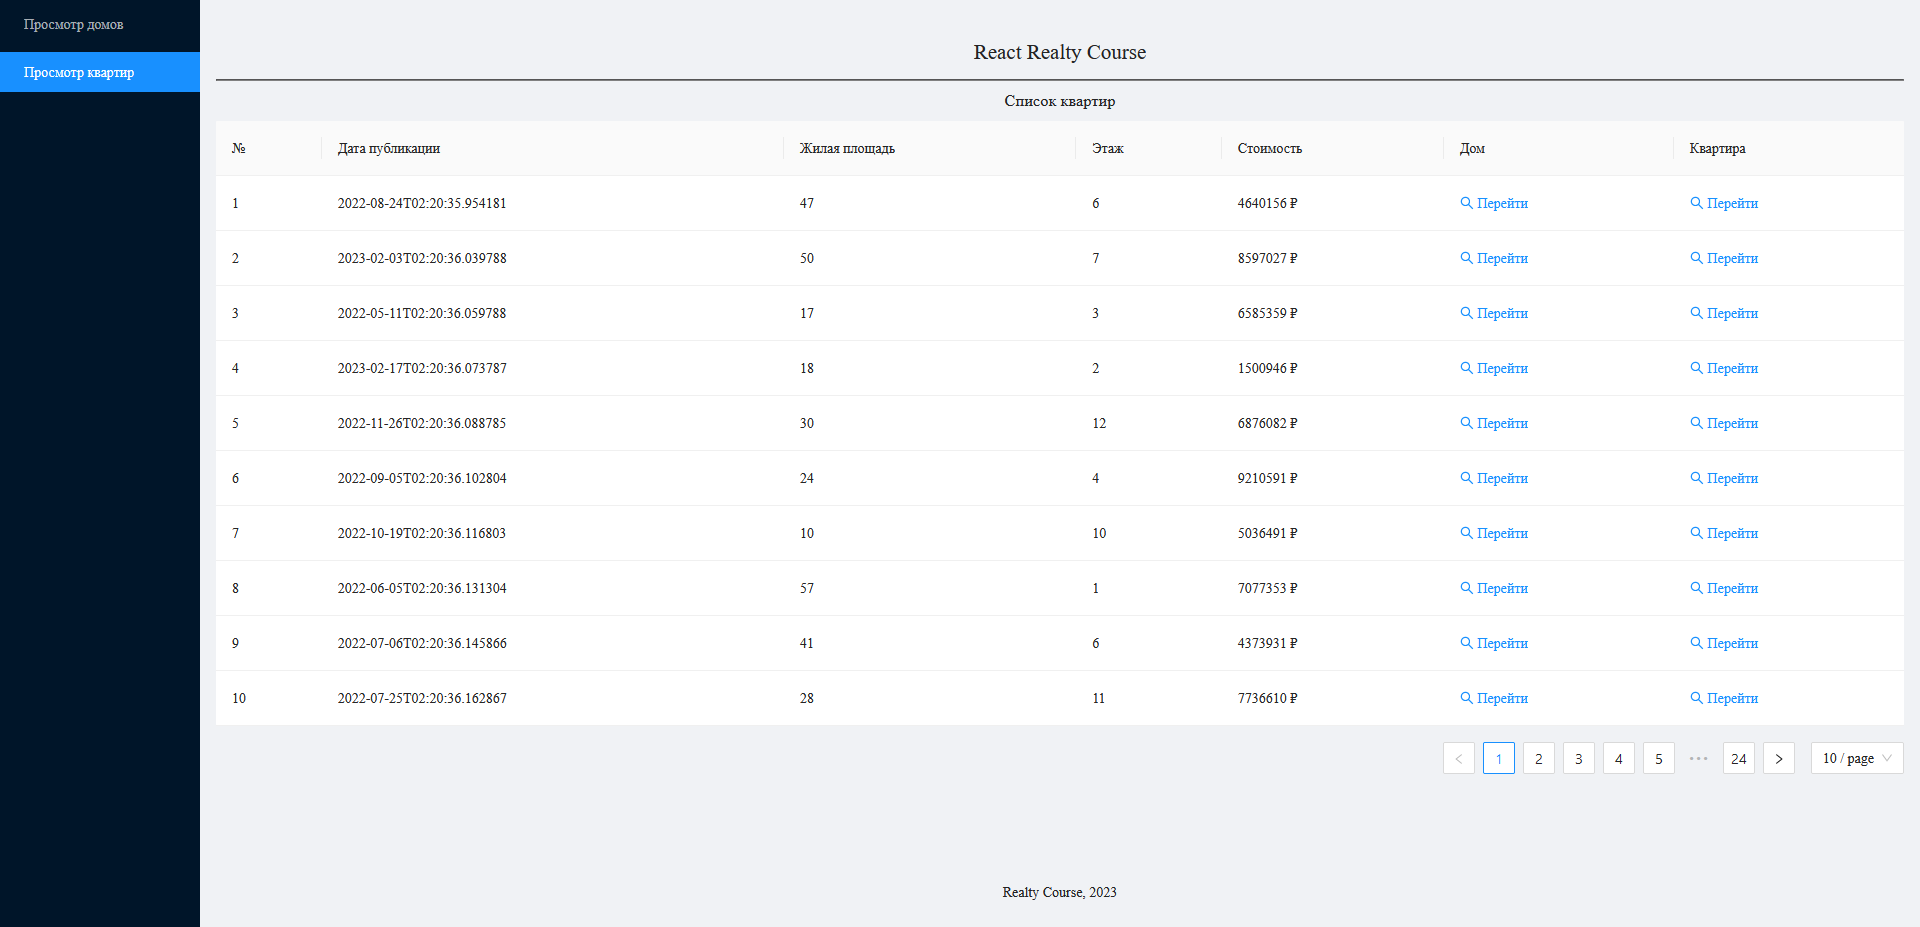 Просмотр домов
Просмотр квартир
React Realty Course
Список квартир
№ Дата публикации Жилая площадь Этаж Стоимость Дом Квартира
1 2022-08-24T02:20:35.954181 47 6 4640156 ₽ Перейти Перейти
2 2023-02-03T02:20:36.039788 50 7 8597027 ₽ Перейти Перейти
3 2022-05-11T02:20:36.059788 17 3 6585359 ₽ Перейти Перейти
4 2023-02-17T02:20:36.073787 18 2 1500946 ₽ Перейти Перейти
5 2022-11-26T02:20:36.088785 30 12 6876082 ₽ Перейти Перейти
6 2022-09-05T02:20:36.102804 24 4 9210591 ₽ Перейти Перейти
7 2022-10-19T02:20:36.116803 10 10 5036491 ₽ Перейти Перейти
8 2022-06-05T02:20:36.131304 57 1 7077353 ₽ Перейти Перейти
9 2022-07-06T02:20:36.145866 41 6 4373931 ₽ Перейти Перейти
10 2022-07-25T02:20:36.162867 28 11 7736610 ₽ Перейти Перейти
< 1 2 3 4 5 ••• 24 > 10 / page
Realty Course, 2023